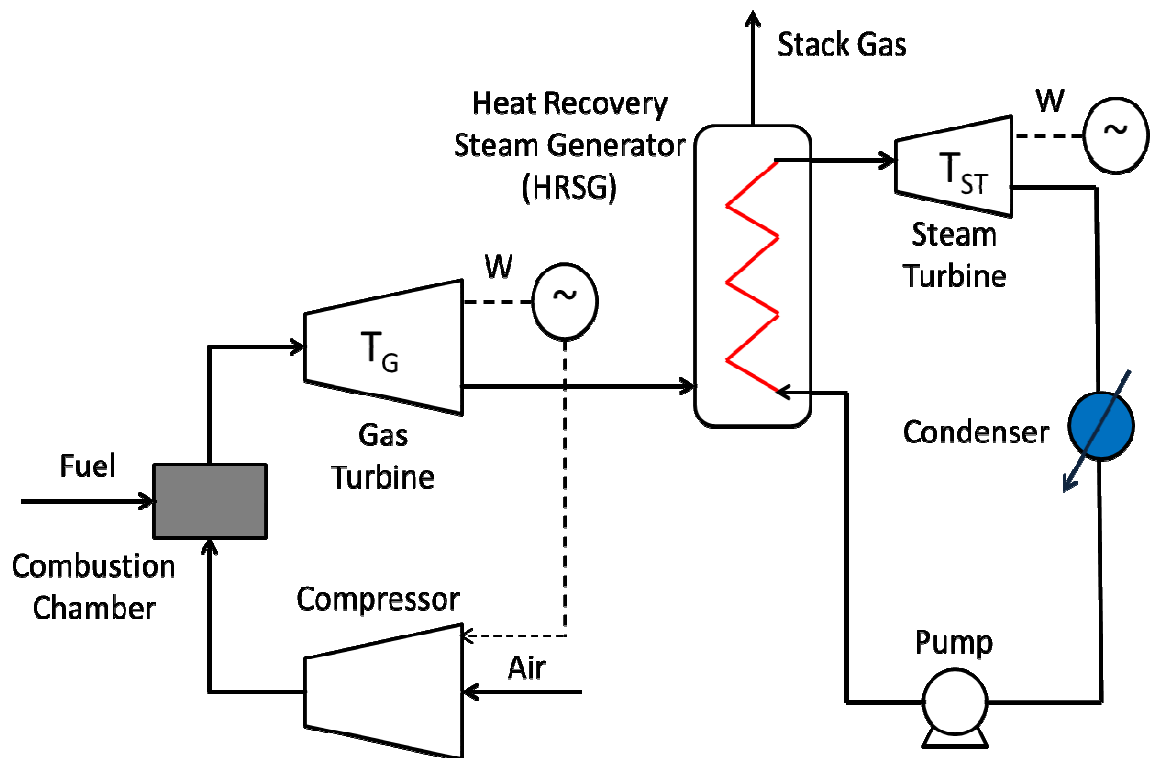 Stack Gas
Heat Recovery
Steam Generator
(HRSG)
W
~
T_ST
Steam
Turbine
W
~
T_G
Gas
Turbine
Condenser
Fuel
Combustion
Chamber
Compressor
Air
Pump